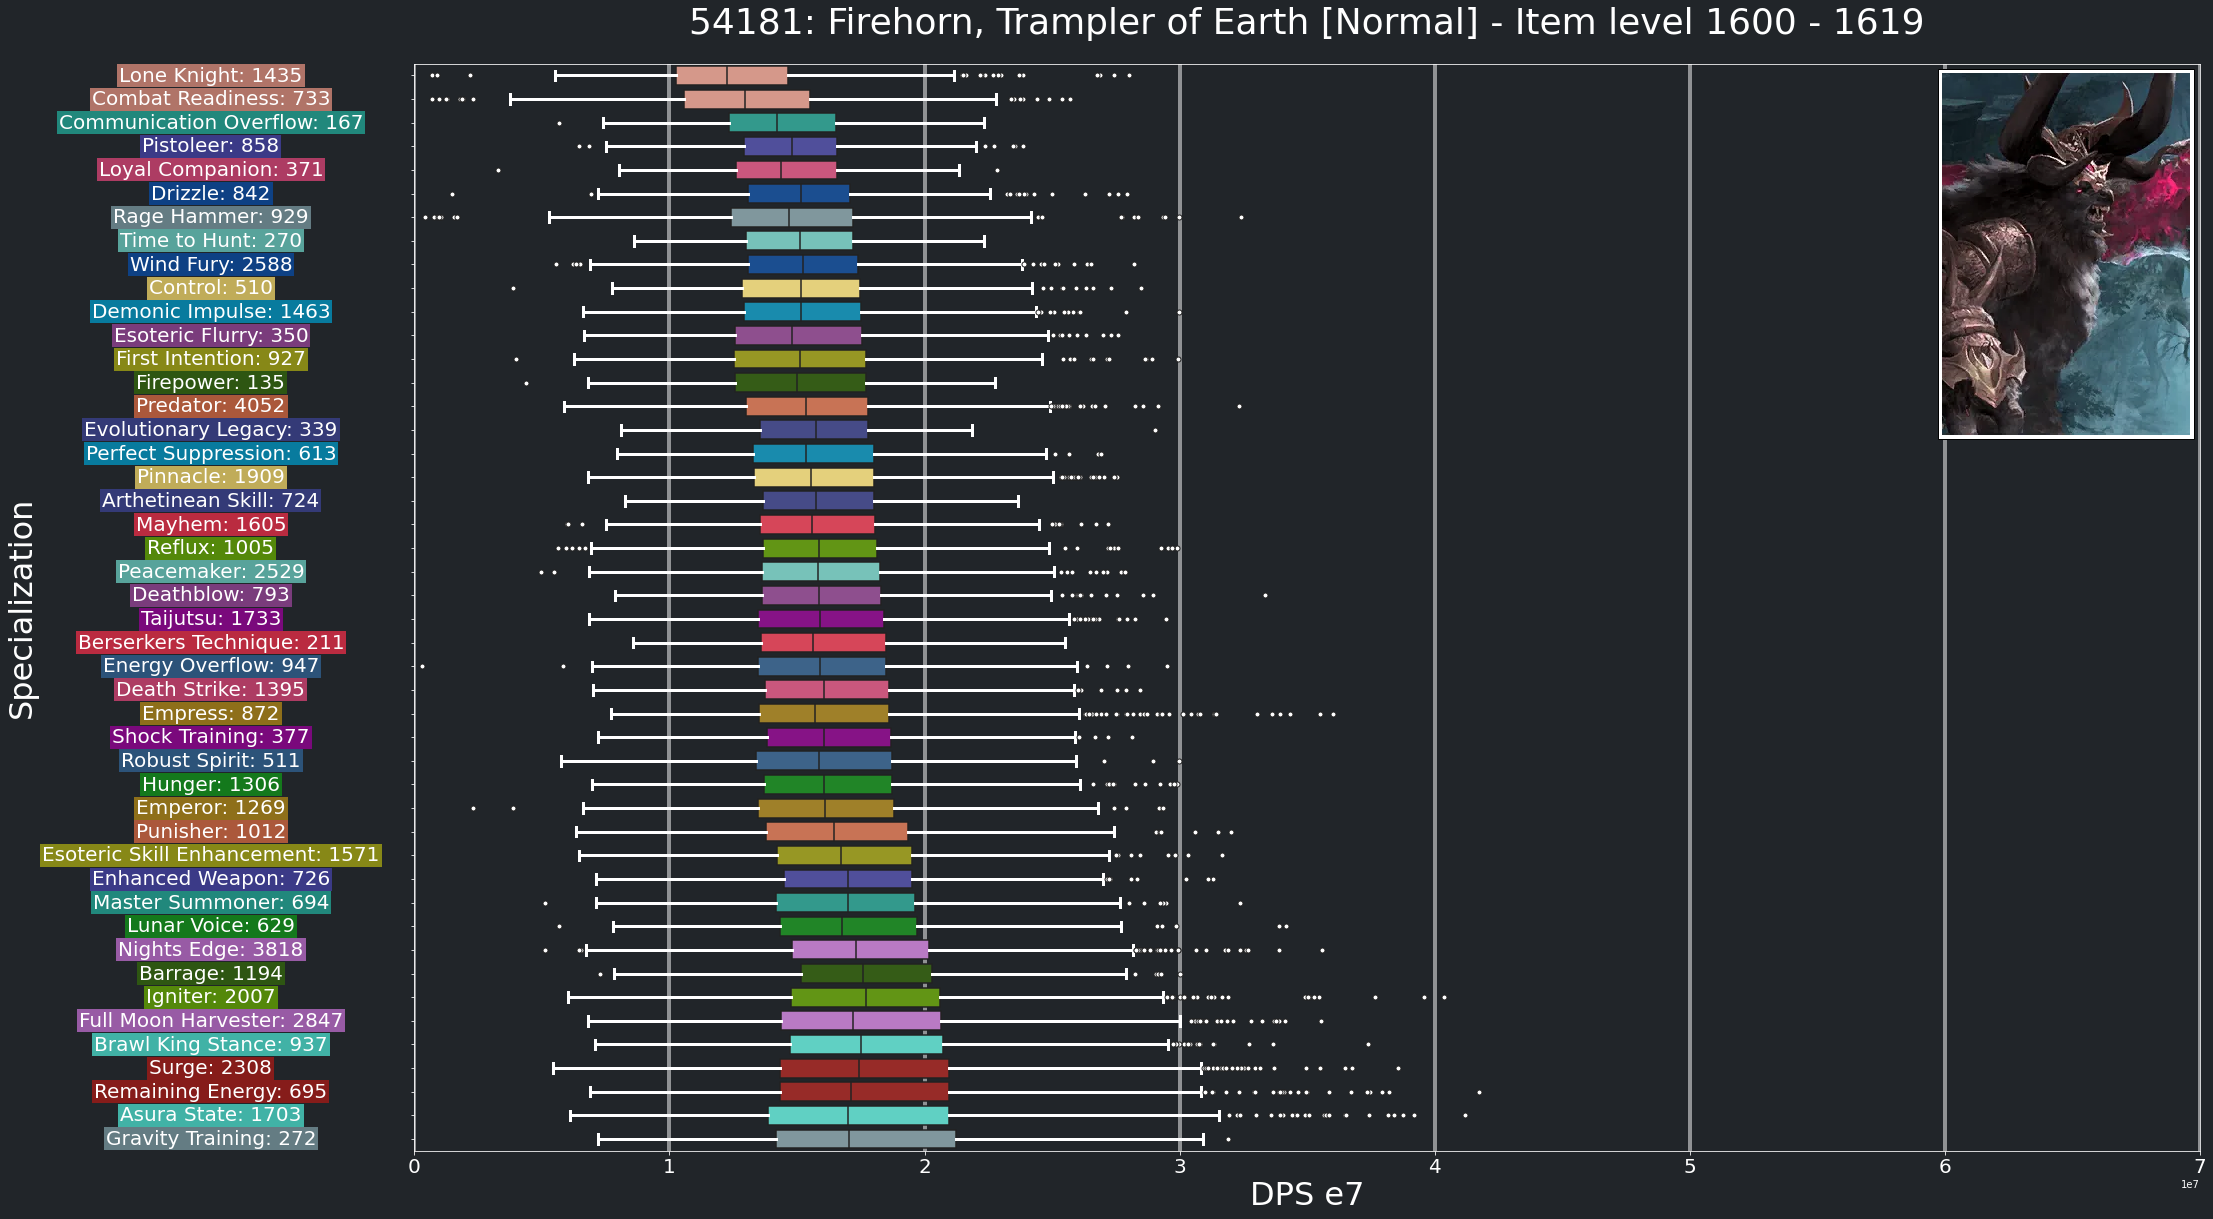 54181: Firehorn, Trampler of Earth [Normal] - Item level 1600 - 1619
Specialization
Lone Knight: 1435
Combat Readiness: 733
Communication Overflow: 167
Pistoleer: 858
Loyal Companion: 371
Drizzle: 842
Rage Hammer: 929
Time to Hunt: 270
Wind Fury: 2588
Control: 510
Demonic Impulse: 1463
Esoteric Flurry: 350
First Intention: 927
Firepower: 135
Predator: 4052
Evolutionary Legacy: 339
Perfect Suppression: 613
Pinnacle: 1909
Arthetinean Skill: 724
Mayhem: 1605
Reflux: 1005
Peacemaker: 2529
Deathblow: 793
Taijutsu: 1733
Berserkers Technique: 211
Energy Overflow: 947
Death Strike: 1395
Empress: 872
Shock Training: 377
Robust Spirit: 511
Hunger: 1306
Emperor: 1269
Punisher: 1012
Esoteric Skill Enhancement: 1571
Enhanced Weapon: 726
Master Summoner: 694
Lunar Voice: 629
Nights Edge: 3818
Barrage: 1194
Igniter: 2007
Full Moon Harvester: 2847
Brawl King Stance: 937
Surge: 2308
Remaining Energy: 695
Asura State: 1703
Gravity Training: 272
0 1 2 3 4 5 6 7
1e7
DPS e7